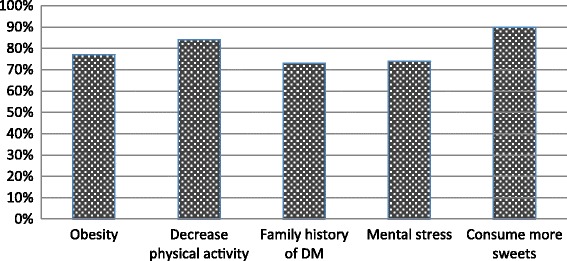 100%
90%
80%
70%
60%
50%
40%
30%
20%
10%
0%
Obesity
Decrease
physical activity
Family history
of DM
Mental stress
Consume more
sweets